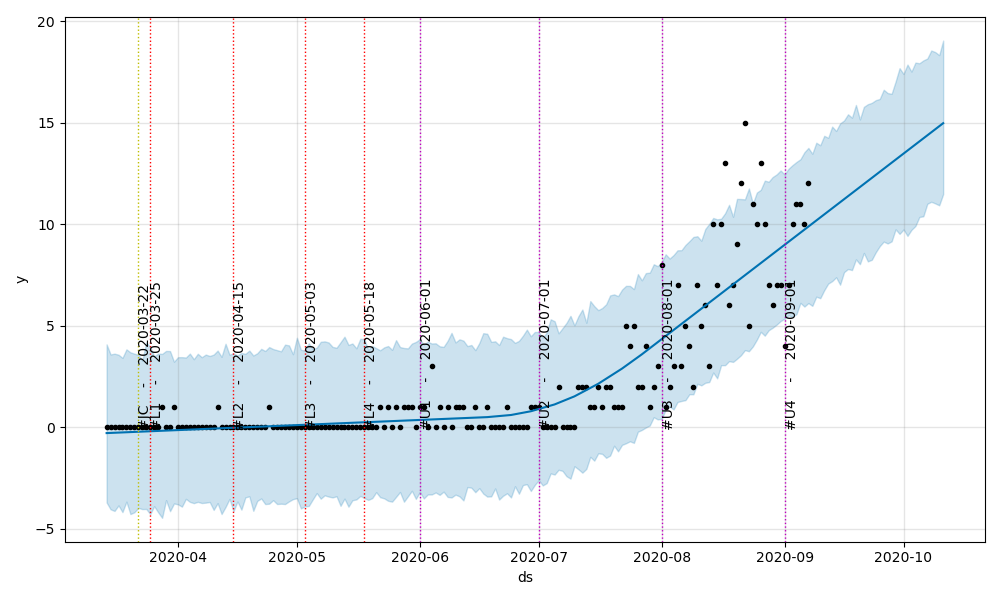 20
15
10
5
0
−5
y
#JC - 2020-03-22
#L1 - 2020-03-25
#L2 - 2020-04-15
#L3 - 2020-05-03
#L4 - 2020-05-18
#U1 - 2020-06-01
#U2 - 2020-07-01
#U3 - 2020-08-01
#U4 - 2020-09-01
2020-04
2020-05
2020-06
2020-07
2020-08
2020-09
2020-10
ds